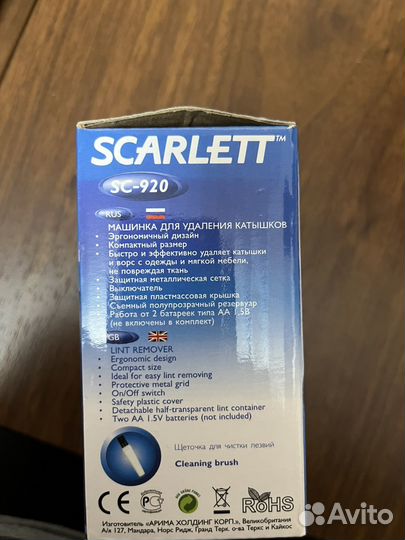 SCARLETT™
SC-920
RUS
МАШИНКА ДЛЯ УДАЛЕНИЯ КАТЫШКОВ
• Эргономичный дизайн
• Компактный размер
• Быстро и эффективно удаляет катышки
и ворс с одежды и мягкой мебели,
не повреждая ткань
• Защитная металлическая сетка
• Выключатель
• Защитная пластмассовая крышка
• Съемный полупрозрачный резервуар
• Работа от 2 батареек типа АА 1,5В
(не включены в комплект)
GB
LINT REMOVER
• Ergonomic design
• Compact size
• Ideal for easy lint removing
• Protective metal grid
• On/Off switch
• Safety plastic cover
• Detachable half-transparent lint container
• Two AA 1.5V batteries (not included)
Щеточка для чистки лезвий
Cleaning brush
CE
RoHS
Изготовитель «АРИМА ХОЛДИНГ КОРП.», Великобритания
А/я 127, Мандара, Норс Ридж, Гранд Терк. о-ва Теркс и Кайкос
Avito